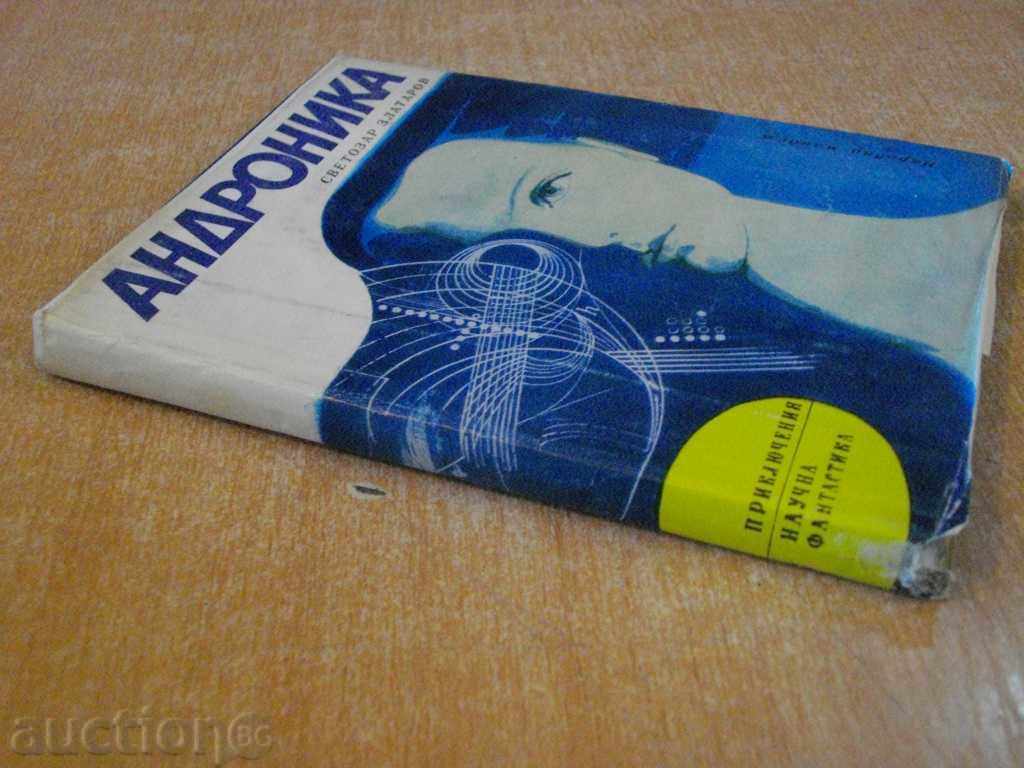 АНДРОНИКА
СВЕТОЗАР ЗЛАТАРОВ
Народна младеж
ПРИКЛЮЧЕНИЯ
НАУЧНА
ФАНТАСТИКА
auction BG